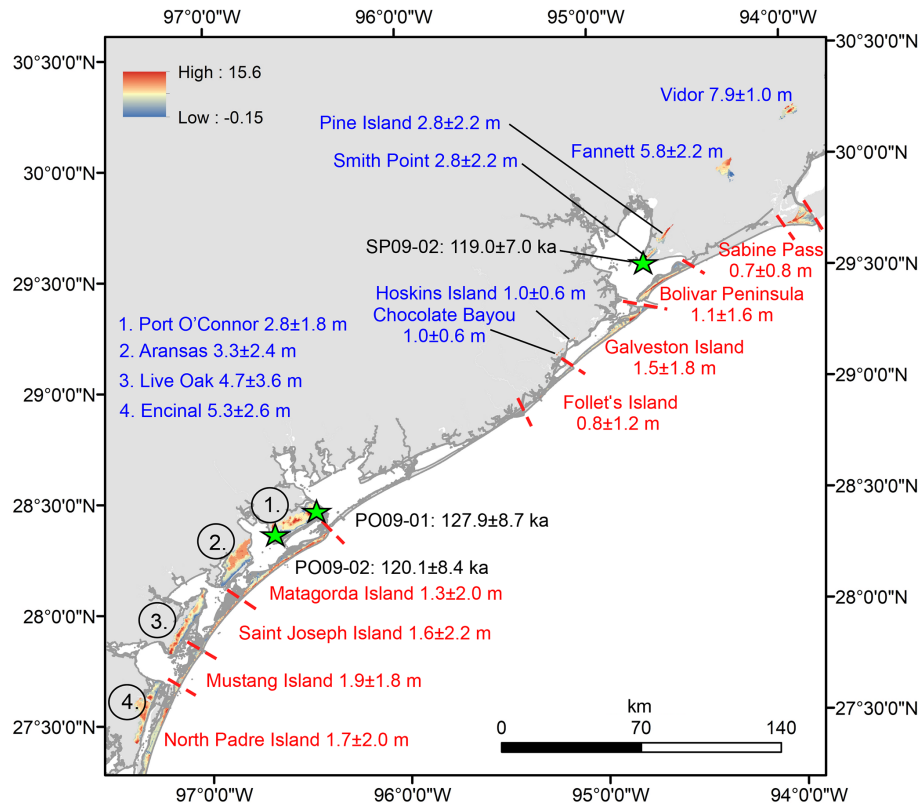 97°0'0"W 96°0'0"W 95°0'0"W 94°0'0"W
30°30'0"N
30°30'0"N
High : 15.6
Low : -0.15
Vidor 7.9±1.0 m
Pine Island 2.8±2.2 m
Smith Point 2.8±2.2 m
Fannett 5.8±2.2 m
30°0'0"N
30°0'0"N
SP09-02: 119.0±7.0 ka
Sabine Pass
0.7±0.8 m
29°30'0"N
29°30'0"N
Hoskins Island 1.0±0.6 m
Chocolate Bayou
1.0±0.6 m
Bolivar Peninsula
1.1±1.6 m
1. Port O'Connor 2.8±1.8 m
2. Aransas 3.3±2.4 m
3. Live Oak 4.7±3.6 m
4. Encinal 5.3±2.6 m
Galveston Island
1.5±1.8 m
29°0'0"N
29°0'0"N
Follet's Island
0.8±1.2 m
28°30'0"N
28°30'0"N
1.
2.
3.
4.
PO09-01: 127.9±8.7 ka
PO09-02: 120.1±8.4 ka
Matagorda Island 1.3±2.0 m
28°0'0"N
28°0'0"N
Saint Joseph Island 1.6±2.2 m
Mustang Island 1.9±1.8 m
North Padre Island 1.7±2.0 m
27°30'0"N
27°30'0"N
km
0 70 140
97°0'0"W 96°0'0"W 95°0'0"W 94°0'0"W